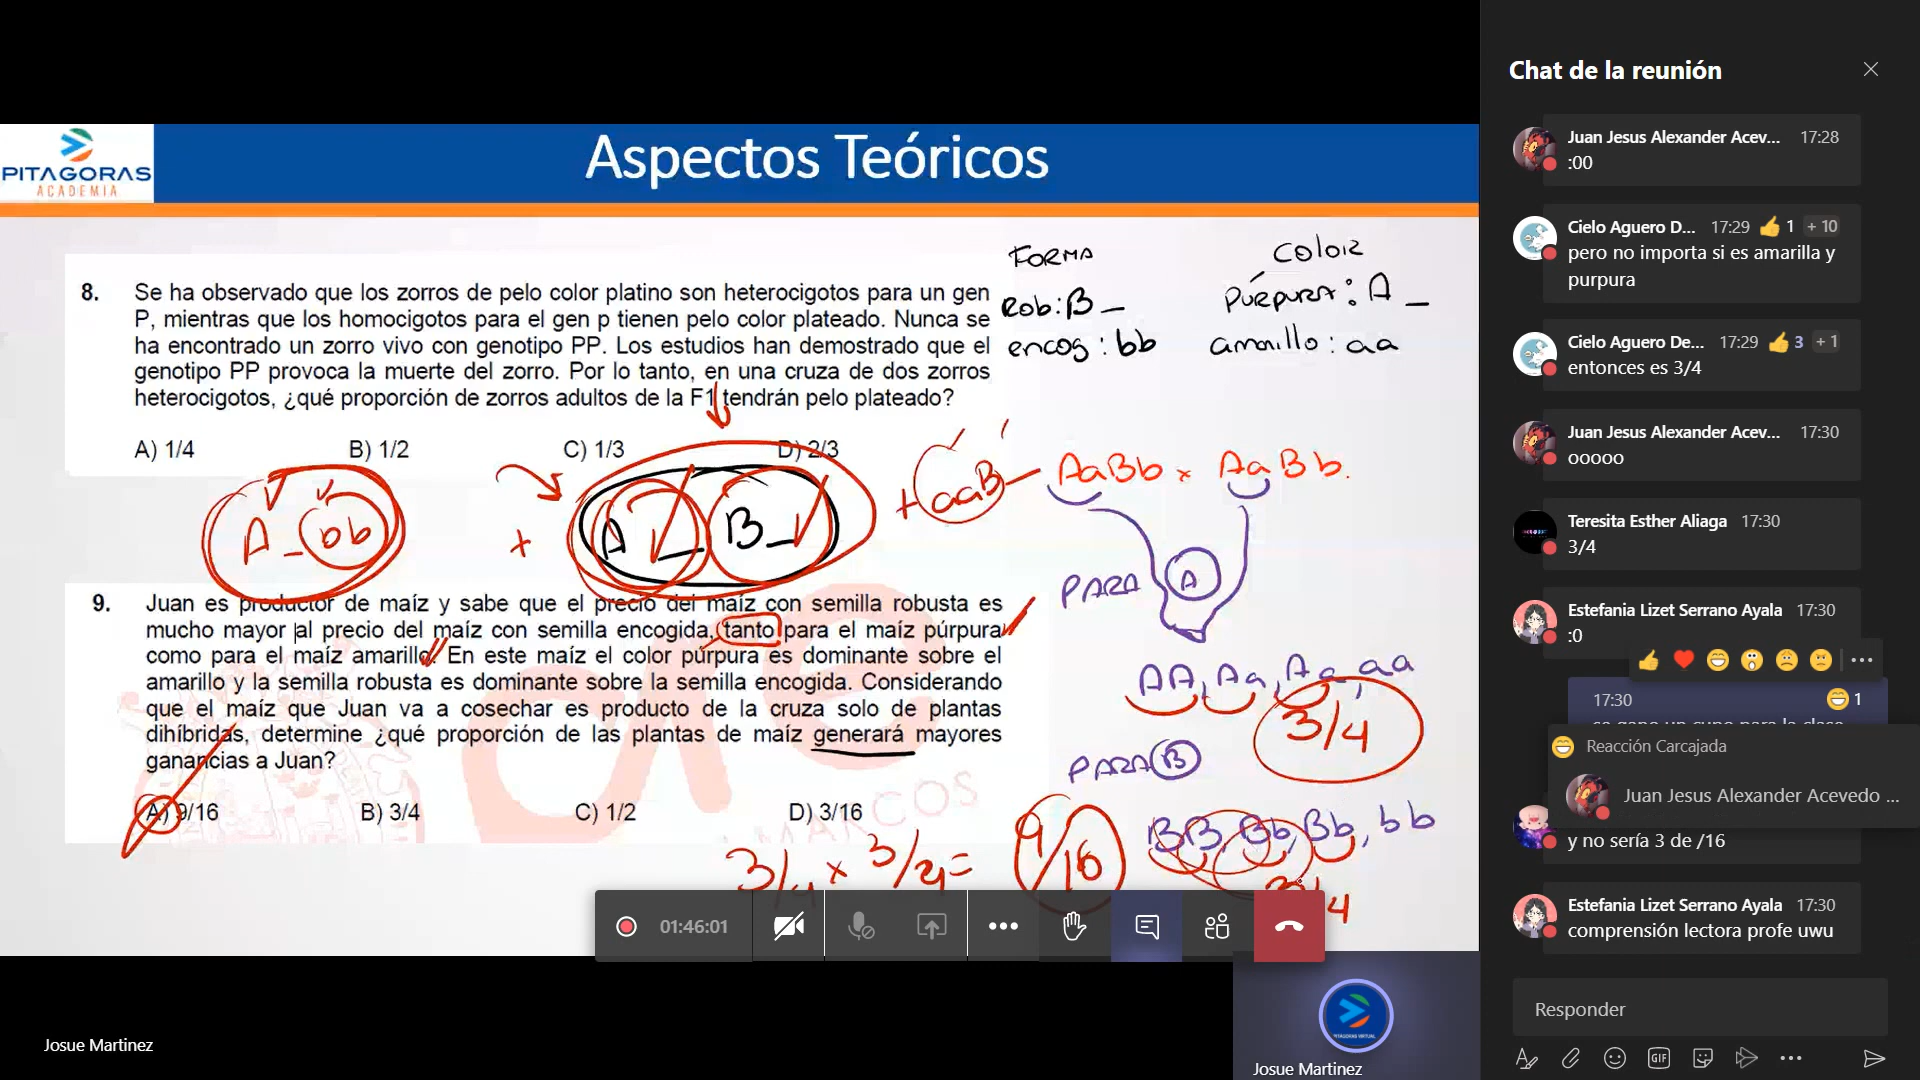 PITAGORAS
ACADEMIA
Aspectos Teóricos
8. Se ha observado que los zorros de pelo color platino son heterocigotos para un gen
P, mientras que los homocigotos para el gen p tienen pelo color plateado. Nunca se
ha encontrado un zorro vivo con genotipo PP. Los estudios han demostrado que el
genotipo PP provoca la muerte del zorro. Por lo tanto, en una cruza de dos zorros
heterocigotos, ¿qué proporción de zorros adultos de la F1 tendrán pelo plateado?
A) 1/4 B) 1/2 C) 1/3 D) 2/3
FORMA
Rob: B_
encog: bb
COLOR
púrpura: A_
amarillo: aa
A_bb + A_ B_ + aaB_
AaBb x AaBb.
PARA A
AA, Aa, Aa, aa
3/4
PARA B
BB, Bb, Bb, bb
3/4
9. Juan es productor de maíz y sabe que el precio del maíz con semilla robusta es
mucho mayor al precio del maíz con semilla encogida, tanto para el maíz púrpura
como para el maíz amarillo. En este maíz el color púrpura es dominante sobre el
amarillo y la semilla robusta es dominante sobre la semilla encogida. Considerando
que el maíz que Juan va a cosechar es producto de la cruza solo de plantas
dihíbridas, determine ¿qué proporción de las plantas de maíz generará mayores
ganancias a Juan?
A) 9/16 B) 3/4 C) 1/2 D) 3/16
MARCOS
3/4 x 3/4 = 9/16
01:46:01
Josue Martinez
PITAGORAS VIRTUAL
Josue Martinez
Chat de la reunión
Juan Jesus Alexander Acev... 17:28
:00
Cielo Aguero D... 17:29 1 + 10
pero no importa si es amarilla y
purpura
Cielo Aguero De... 17:29 3 + 1
entonces es 3/4
Juan Jesus Alexander Acev... 17:30
ooooo
Teresita Esther Aliaga 17:30
3/4
Estefania Lizet Serrano Ayala 17:30
:0
17:30 1
Reacción Carcajada
Juan Jesus Alexander Acevedo ...
y no sería 3 de /16
Estefania Lizet Serrano Ayala 17:30
comprensión lectora profe uwu
Responder
GIF